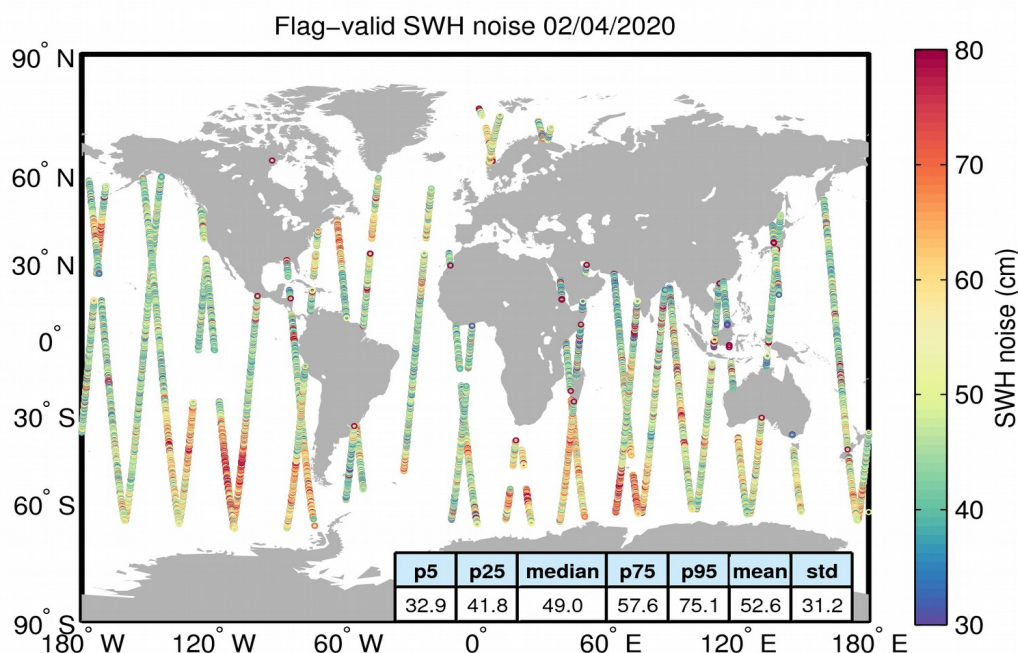 Flag−valid SWH noise 02/04/2020
90° N
60° N
30° N
0°
30° S
60° S
90° S
180° W
120° W
60° W
0°
60° E
120° E
180° E
p5 p25 median p75 p95 mean std
32.9 41.8 49.0 57.6 75.1 52.6 31.2
80
70
60
50
40
30
SWH noise (cm)